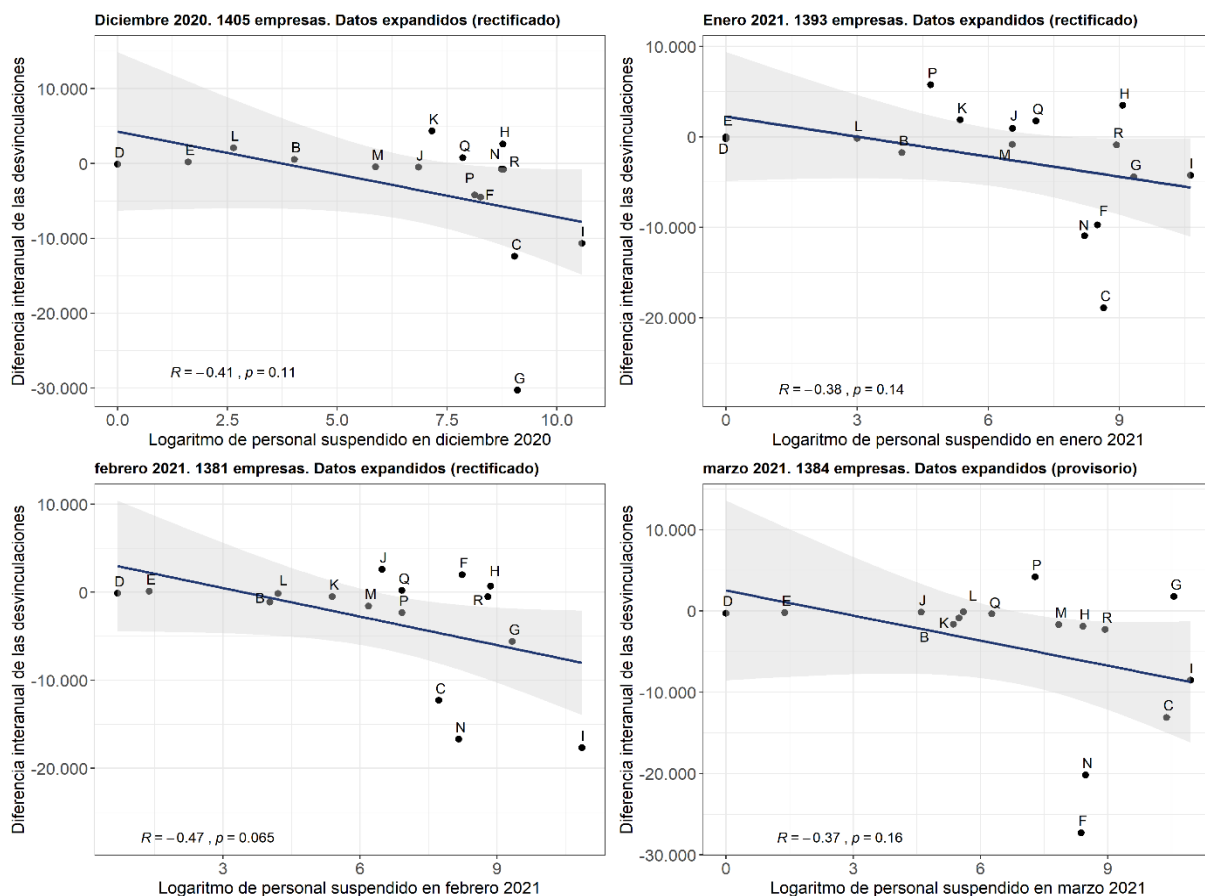 Diciembre 2020. 1405 empresas. Datos expandidos (rectificado)
Diferencia interanual de las desvinculaciones
10.000
0
-10.000
-20.000
-30.000
D
E
L
B
M
J
K
Q
P
F
N
H
R
C
G
I
R = −0.41 , p = 0.11
0.0 2.5 5.0 7.5 10.0
Logaritmo de personal suspendido en diciembre 2020
Enero 2021. 1393 empresas. Datos expandidos (rectificado)
Diferencia interanual de las desvinculaciones
10.000
0
-10.000
-20.000
E
D
L
B
P
K
J
M
Q
H
R
G
I
F
N
C
R = −0.38 , p = 0.14
0 3 6 9
Logaritmo de personal suspendido en enero 2021
febrero 2021. 1381 empresas. Datos expandidos (rectificado)
Diferencia interanual de las desvinculaciones
10.000
0
-10.000
-20.000
D
E
B
L
K
J
Q
M
P
F
H
R
G
C
N
I
R = −0.47 , p = 0.065
3 6 9
Logaritmo de personal suspendido en febrero 2021
marzo 2021. 1384 empresas. Datos expandidos (provisorio)
Diferencia interanual de las desvinculaciones
10.000
0
-10.000
-20.000
-30.000
D
E
J
B
K
L
Q
P
M
H
R
G
I
C
N
F
R = −0.37 , p = 0.16
0 3 6 9
Logaritmo de personal suspendido en marzo 2021